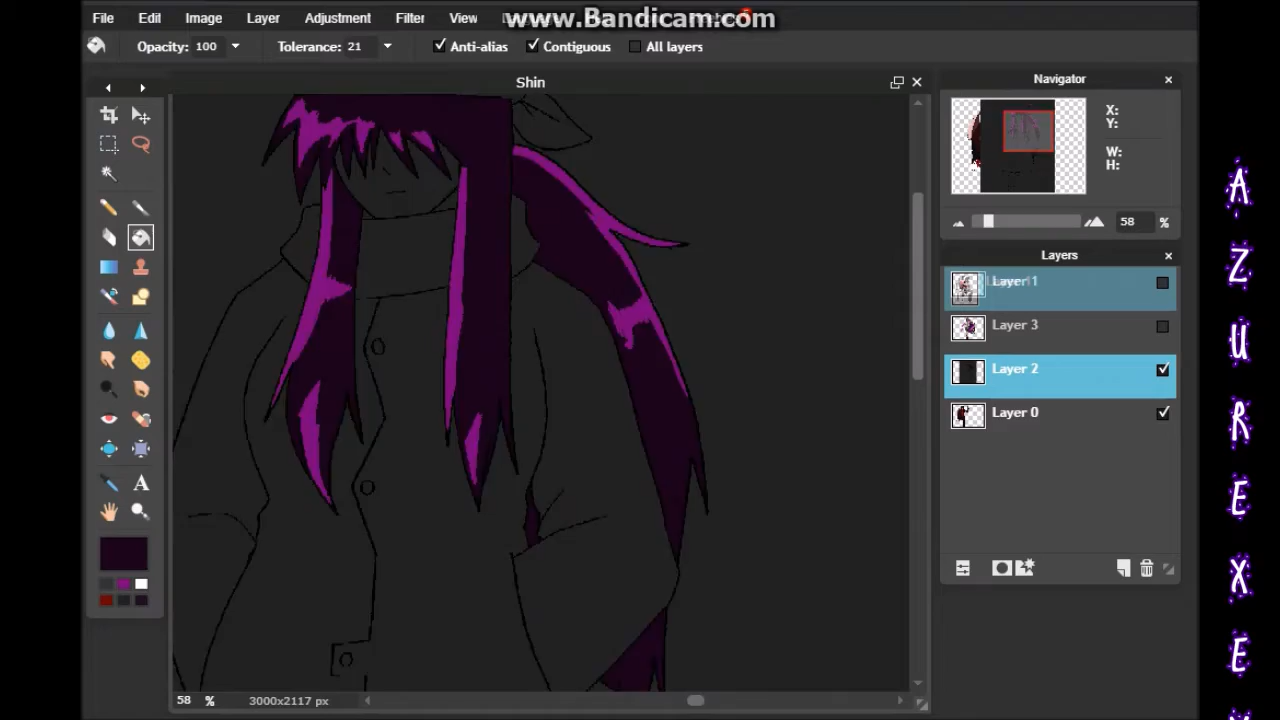 www.Bandicam.com
File Edit Image Layer Adjustment Filter View
Opacity: 100 Tolerance: 21 Anti-alias Contiguous All layers
Shin
Navigator
X:
Y:
W:
H:
58 %
Layers
Layer 1
Layer 3
Layer 2
Layer 0
A
58 % 3000x2117 px
A
Z
U
R
E
X
E